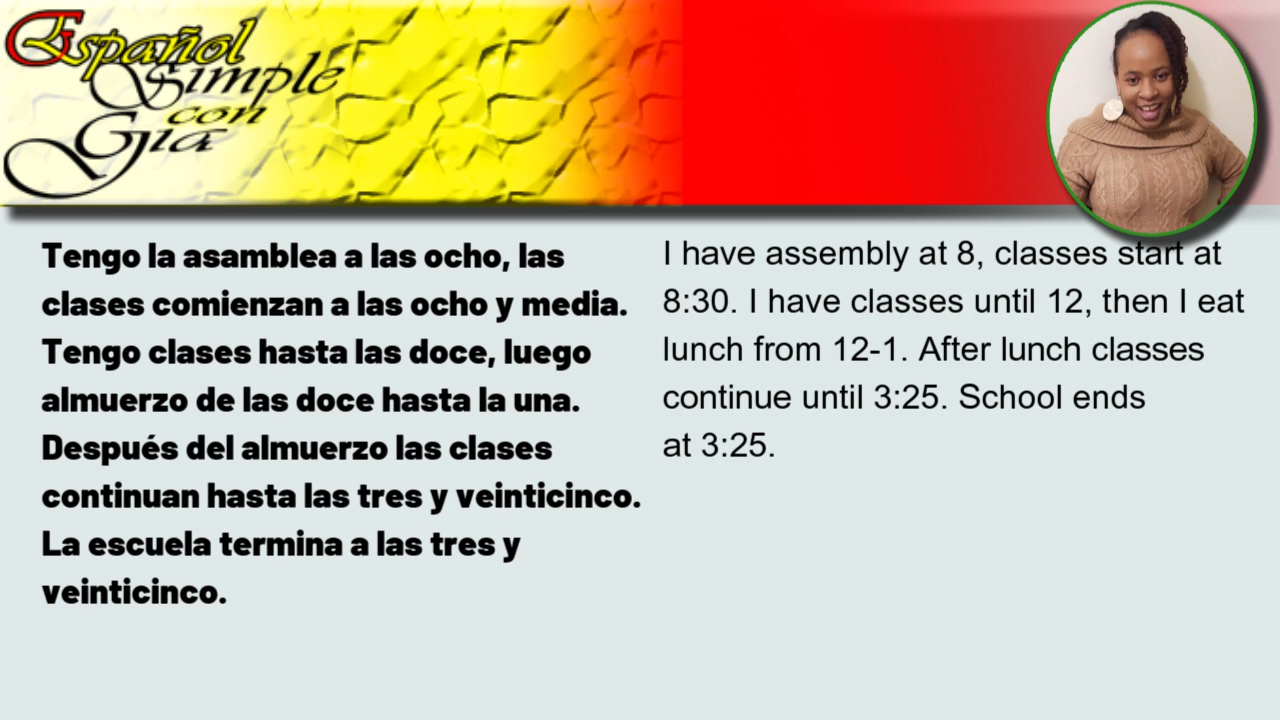 Español
Simple
con
Gia
Tengo la asamblea a las ocho, las
clases comienzan a las ocho y media.
Tengo clases hasta las doce, luego
almuerzo de las doce hasta la una.
Después del almuerzo las clases
continuan hasta las tres y veinticinco.
La escuela termina a las tres y
veinticinco.
I have assembly at 8, classes start at
8:30. I have classes until 12, then I eat
lunch from 12-1. After lunch classes
continue until 3:25. School ends
at 3:25.